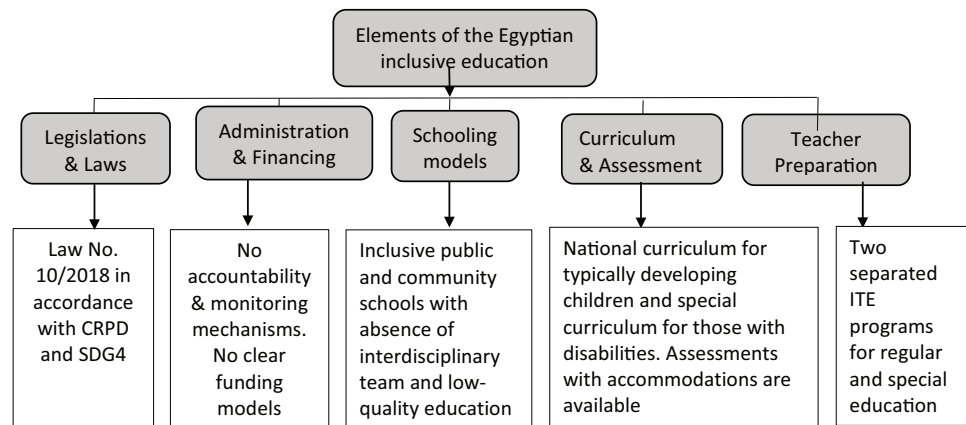 Elements of the Egyptian
inclusive education
Legislations
& Laws
Administration
& Financing
Schooling
models
Curriculum
& Assessment
Teacher
Preparation
Law No.
10/2018 in
accordance
with CRPD
and SDG4
No
accountability
& monitoring
mechanisms.
No clear
funding
models
Inclusive public
and community
schools with
absence of
interdisciplinary
team and low-
quality education
National curriculum for
typically developing
children and special
curriculum for those with
disabilities. Assessments
with accommodations are
available
Two
separated
ITE
programs
for regular
and special
education